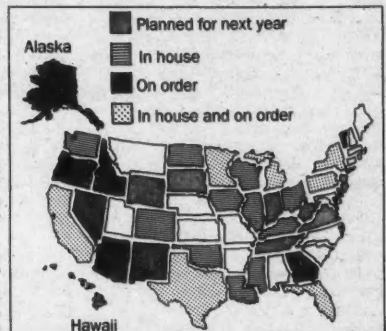 Planned for next year
Alaska
In house
On order
In house and on order
Hawaii